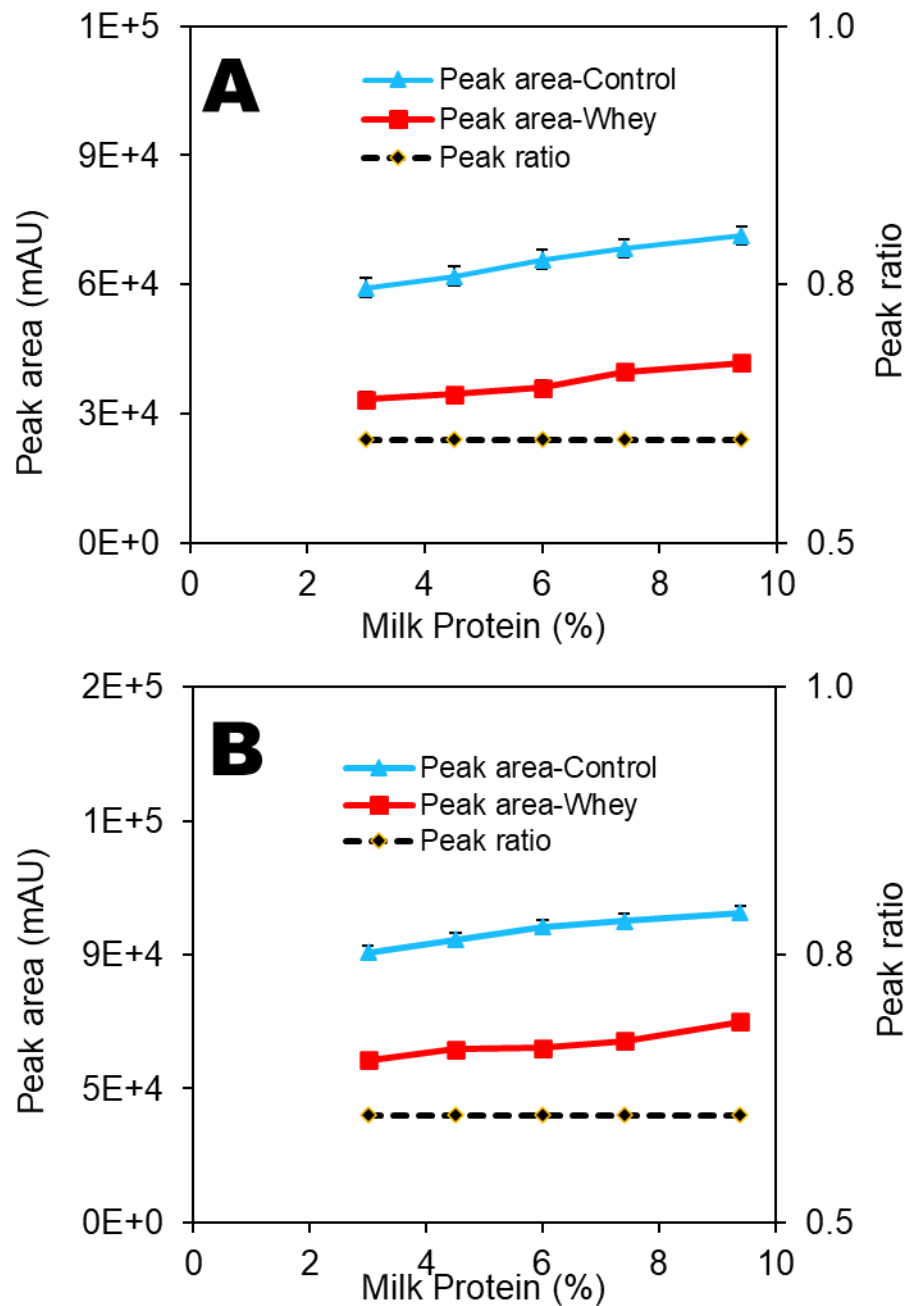 1E+5
1.0
A
Peak area-Control
Peak area-Whey
Peak ratio
9E+4
6E+4
0.8
3E+4
0E+0
0.5
Peak area (mAU)
Peak ratio
0 2 4 6 8 10
Milk Protein (%)
2E+5
1.0
B
Peak area-Control
Peak area-Whey
Peak ratio
1E+5
9E+4
0.8
5E+4
0E+0
0.5
Peak area (mAU)
Peak ratio
0 2 4 6 8 10
Milk Protein (%)